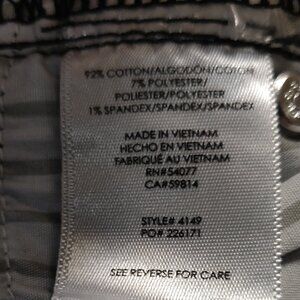 92% COTTON/ALGODÓN/COTON
7% POLYESTER/
POLIESTER/POLYESTER
1% SPANDEX/SPANDEX/SPANDEX
MADE IN VIETNAM
HECHO EN VIETNAM
FABRIQUÉ AU VIETNAM
RN#54077
CA#59814
STYLE# 4149
PO# 226171
SEE REVERSE FOR CARE